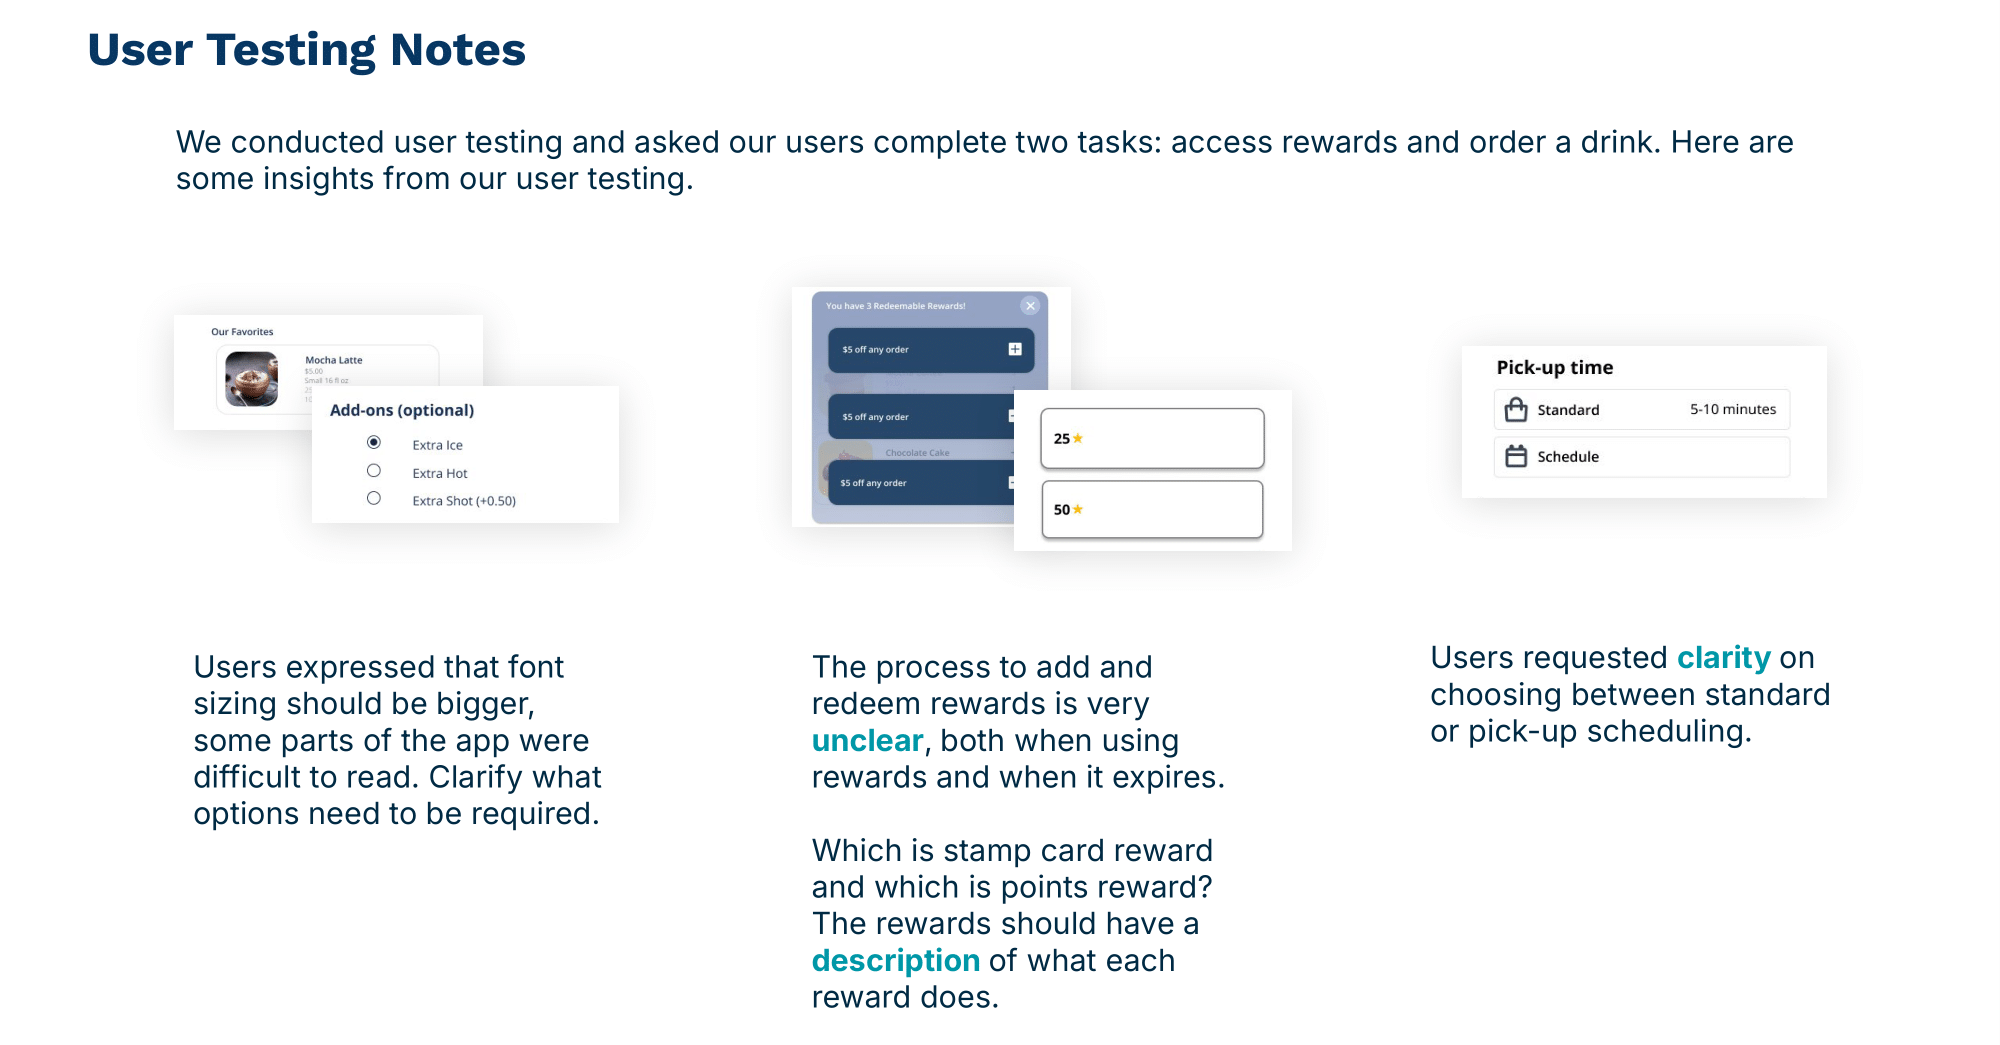 User Testing Notes
We conducted user testing and asked our users complete two tasks: access rewards and order a drink. Here are
some insights from our user testing.
Our Favorites
Mocha Latte
$5.00
Small 16 fl oz
Add-ons (optional)
Extra Ice
Extra Hot
Extra Shot (+0.50)
You have 3 Redeemable Rewards!
$5 off any order
$5 off any order
Chocolate Cake
$5 off any order
25
50
Pick-up time
Standard 5-10 minutes
Schedule
Users expressed that font
sizing should be bigger,
some parts of the app were
difficult to read. Clarify what
options need to be required.
The process to add and
redeem rewards is very
unclear, both when using
rewards and when it expires.
Which is stamp card reward
and which is points reward?
The rewards should have a
description of what each
reward does.
Users requested clarity on
choosing between standard
or pick-up scheduling.